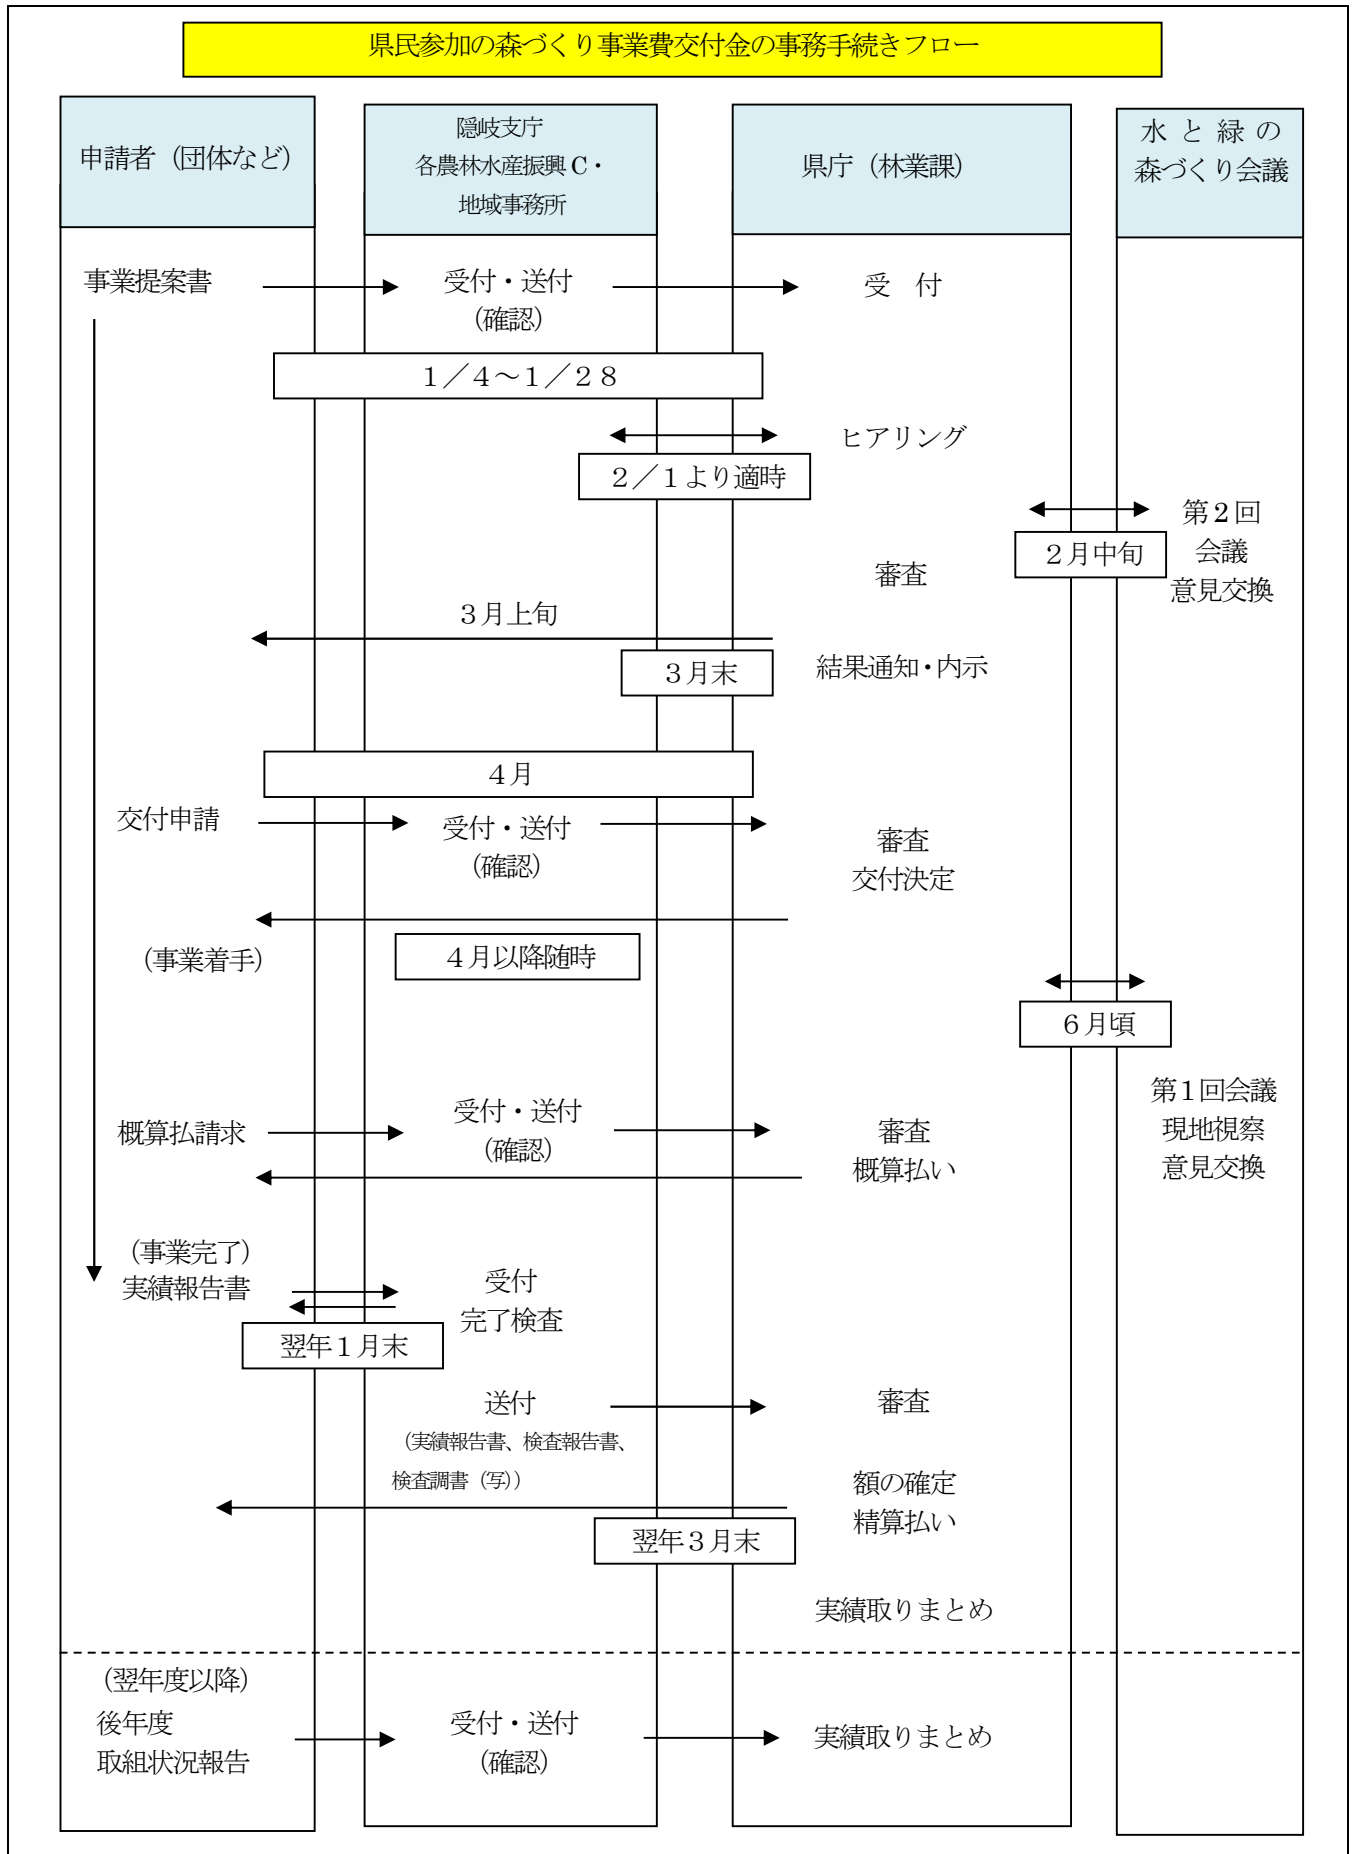 県民参加の森づくり事業費交付金の事務手続きフロー
申請者（団体など）
隠岐支庁
各農林水産振興C・
地域事務所
県庁（林業課）
水と緑の
森づくり会議
事業提案書
受付・送付
（確認）
受　付
１／４～１／２８
ヒアリング
２／１より適時
第２回
会議
意見交換
２月中旬
審査
３月上旬
結果通知・内示
３月末
４月
交付申請
受付・送付
（確認）
審査
交付決定
（事業着手）
４月以降随時
６月頃
第１回会議
現地視察
意見交換
概算払請求
受付・送付
（確認）
審査
概算払い
（事業完了）
実績報告書
受付
完了検査
翌年１月末
送付
（実績報告書、検査報告書、
検査調書（写））
審査
額の確定
精算払い
翌年３月末
実績取りまとめ
（翌年度以降）
後年度
取組状況報告
受付・送付
（確認）
実績取りまとめ